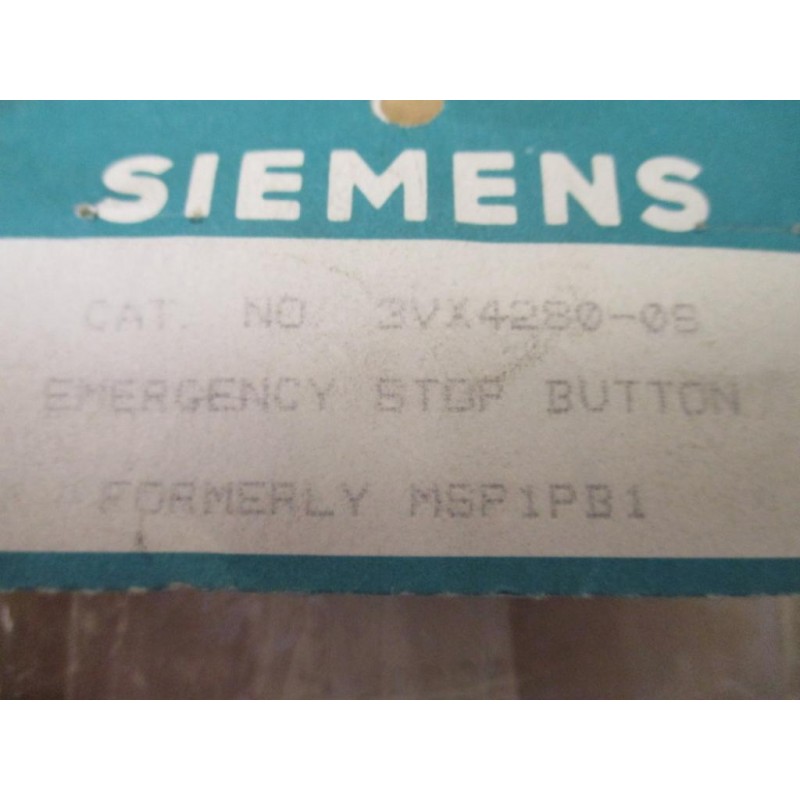 SIEMENS
CAT. NO 3VX4280-0S
EMERGENCY STOP BUTTON
FORMERLY MSP1PB1